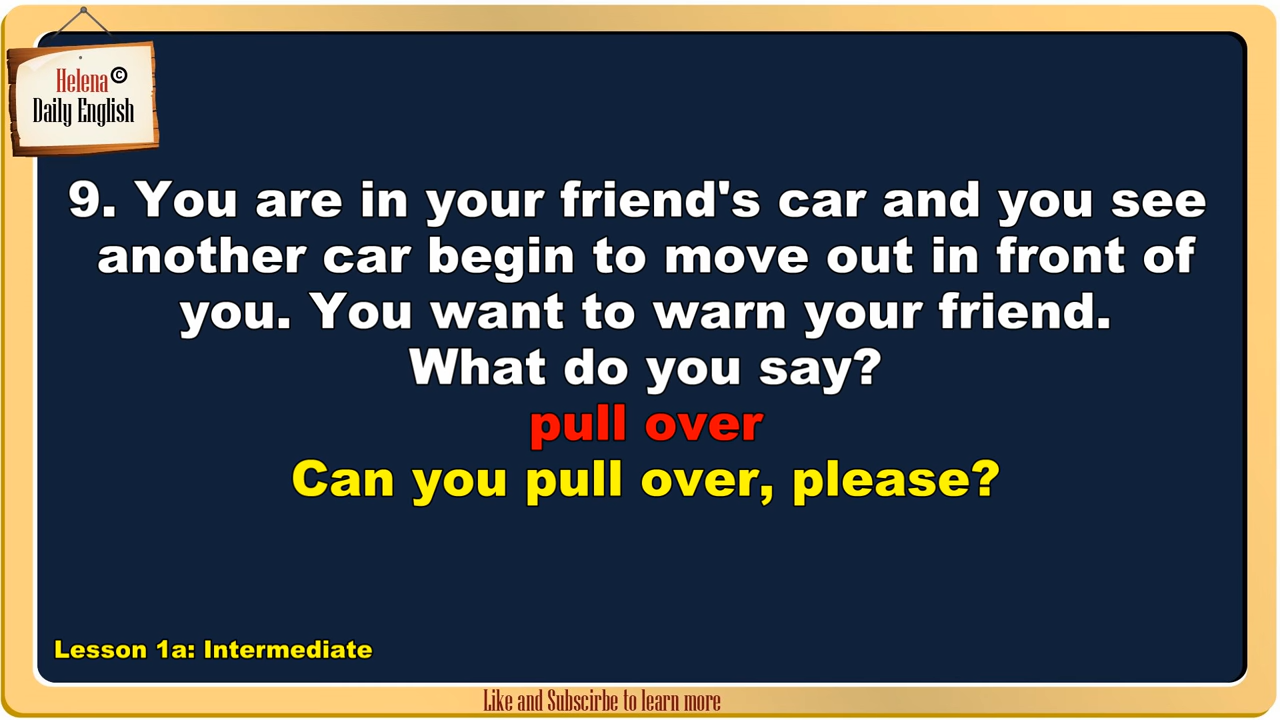 Helena ©
Daily English
9. You are in your friend's car and you see
another car begin to move out in front of
you. You want to warn your friend.
What do you say?
pull over
Can you pull over, please?
Lesson 1a: Intermediate
Like and Subscirbe to learn more